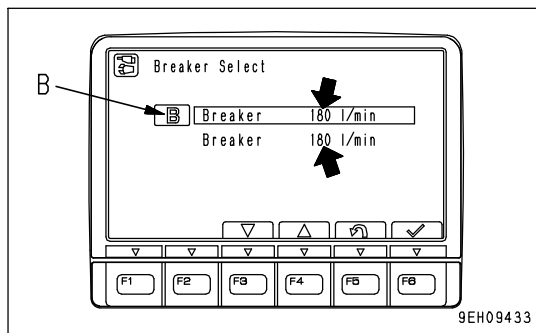 Breaker Select
B
B Breaker 180 l/min
Breaker 180 l/min
F1 F2 F3 F4 F5 F6
9EH09433